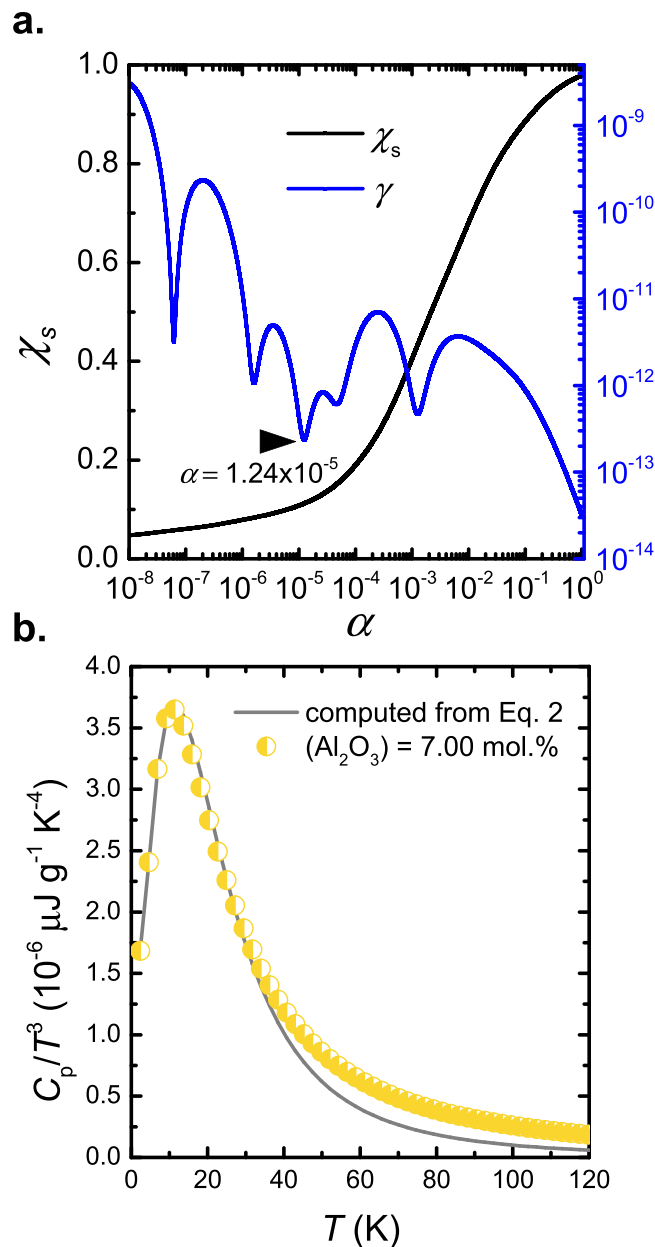 a.
1.0
0.8
0.6
0.4
0.2
0.0
χₛ
χₛ
γ
α = 1.24x10⁻⁵
10⁻⁹
10⁻¹⁰
10⁻¹¹
10⁻¹²
10⁻¹³
10⁻¹⁴
10⁻⁸ 10⁻⁷ 10⁻⁶ 10⁻⁵ 10⁻⁴ 10⁻³ 10⁻² 10⁻¹ 10⁰
α
b.
4.0
3.5
3.0
2.5
2.0
1.5
1.0
0.5
0.0
Cₚ/T³ (10⁻⁶ μJ g⁻¹ K⁻⁴)
computed from Eq. 2
(Al₂O₃) = 7.00 mol.%
0 20 40 60 80 100 120
T (K)